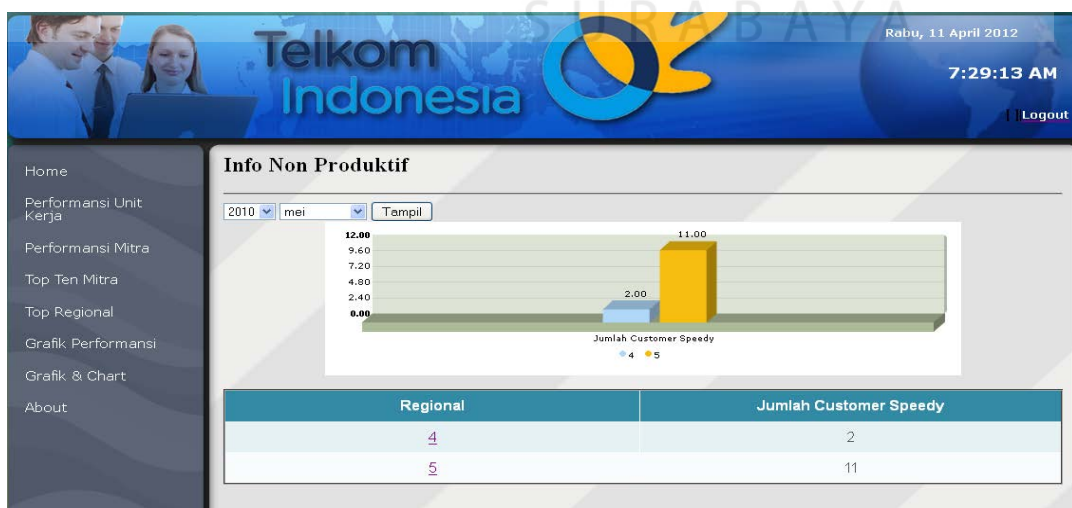 SURABAYA
Telkom
Indonesia
Rabu, 11 April 2012
7:29:13 AM
Logout
Home
Performansi Unit
Kerja
Performansi Mitra
Top Ten Mitra
Top Regional
Grafik Performansi
Grafik & Chart
About
Info Non Produktif
2010 mei Tampil
12.00
9.60
7.20
4.80
2.40
0.00
11.00
2.00
Jumlah Customer Speedy
4 5
Regional Jumlah Customer Speedy
4 2
5 11